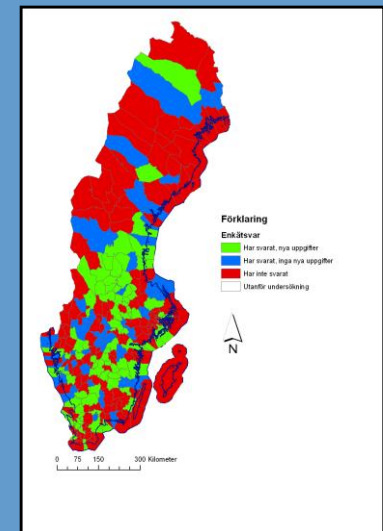 Förklaring
Enkätsvar
Har svarat, nya uppgifter
Har svarat, inga nya uppgifter
Har inte svarat
Utanför undersökning
N
0 75 150 300 Kilometer